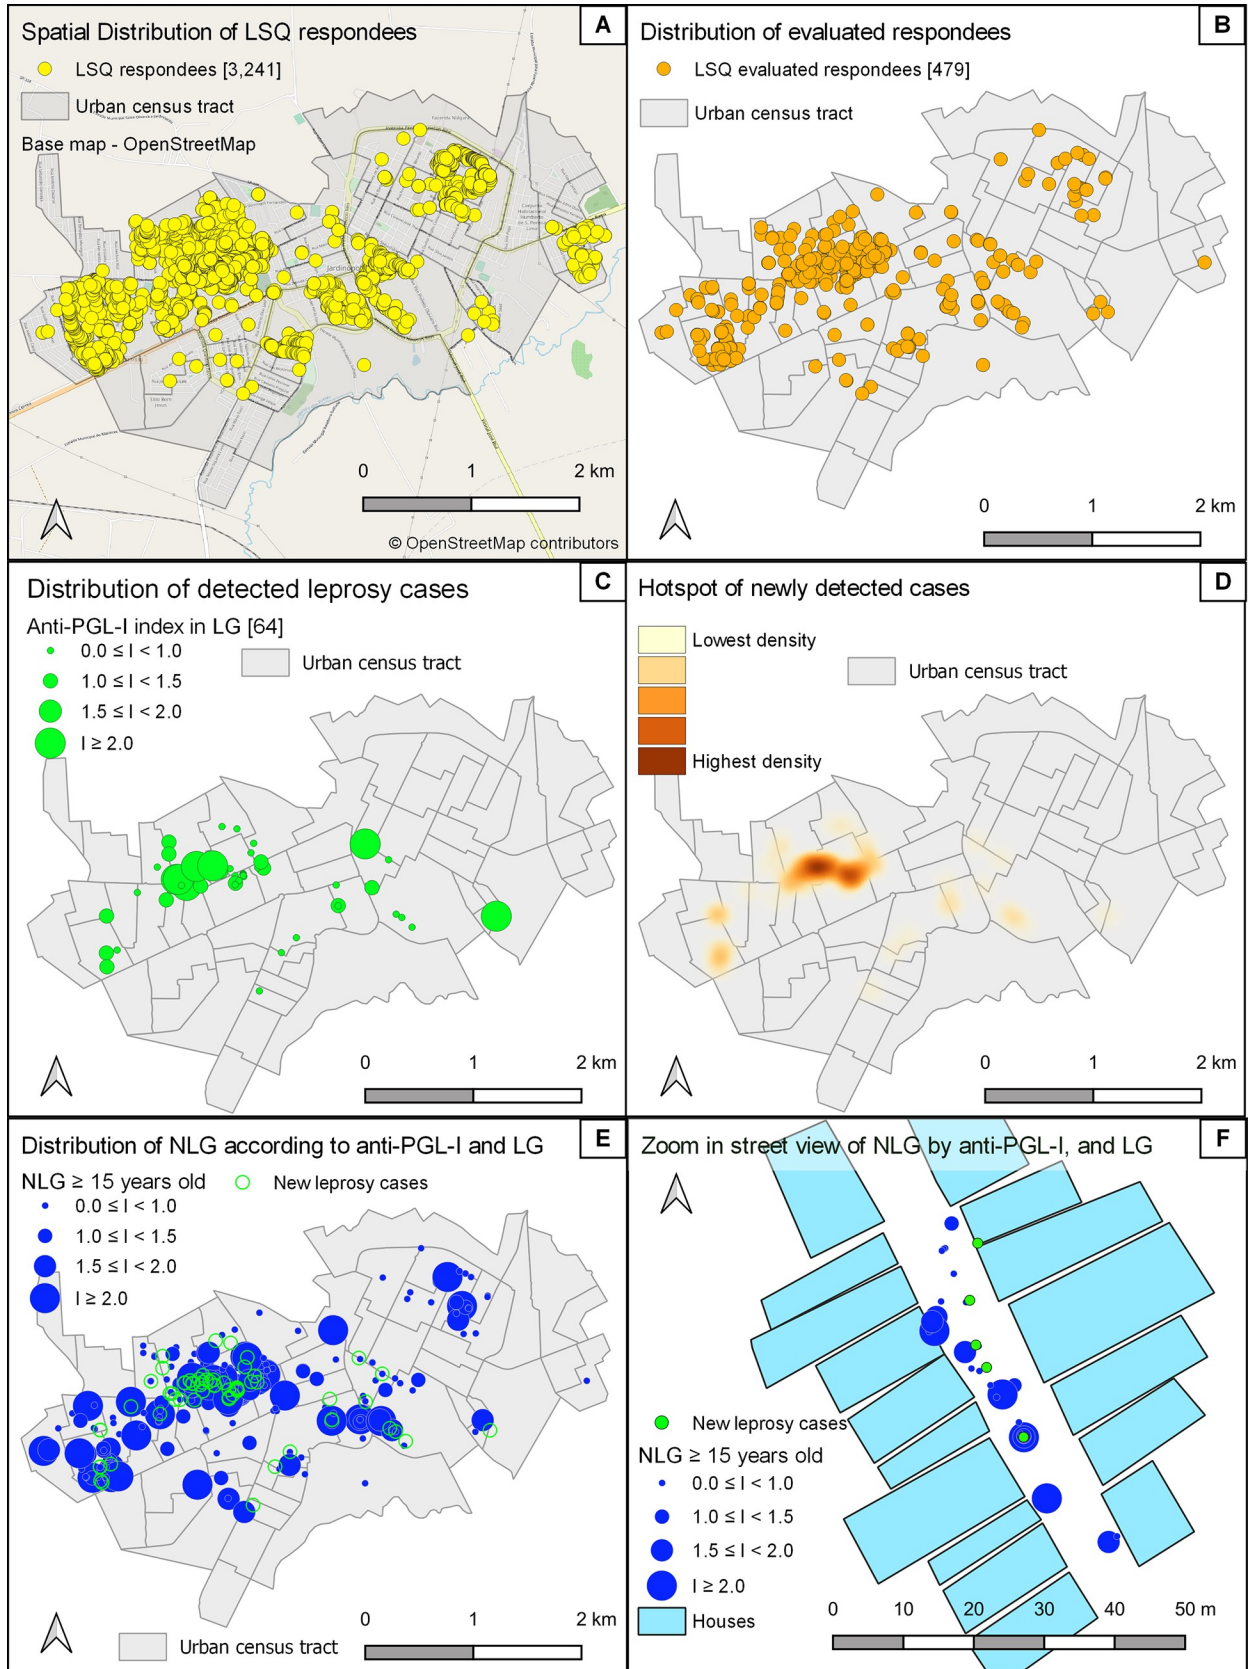 Spatial Distribution of LSQ respondees
A
LSQ respondees [3,241]
Urban census tract
Base map - OpenStreetMap
Jardinópolis
0 1 2 km
© OpenStreetMap contributors
Distribution of evaluated respondees
B
LSQ evaluated respondees [479]
Urban census tract
0 1 2 km
Distribution of detected leprosy cases
C
Anti-PGL-I index in LG [64]
0.0 ≤ I < 1.0
1.0 ≤ I < 1.5
1.5 ≤ I < 2.0
I ≥ 2.0
Urban census tract
0 1 2 km
Hotspot of newly detected cases
D
Lowest density
Highest density
Urban census tract
0 1 2 km
Distribution of NLG according to anti-PGL-I and LG
E
NLG ≥ 15 years old
New leprosy cases
0.0 ≤ I < 1.0
1.0 ≤ I < 1.5
1.5 ≤ I < 2.0
I ≥ 2.0
Urban census tract
0 1 2 km
Zoom in street view of NLG by anti-PGL-I, and LG
F
New leprosy cases
NLG ≥ 15 years old
0.0 ≤ I < 1.0
1.0 ≤ I < 1.5
1.5 ≤ I < 2.0
I ≥ 2.0
Houses
0 10 20 30 40 50 m